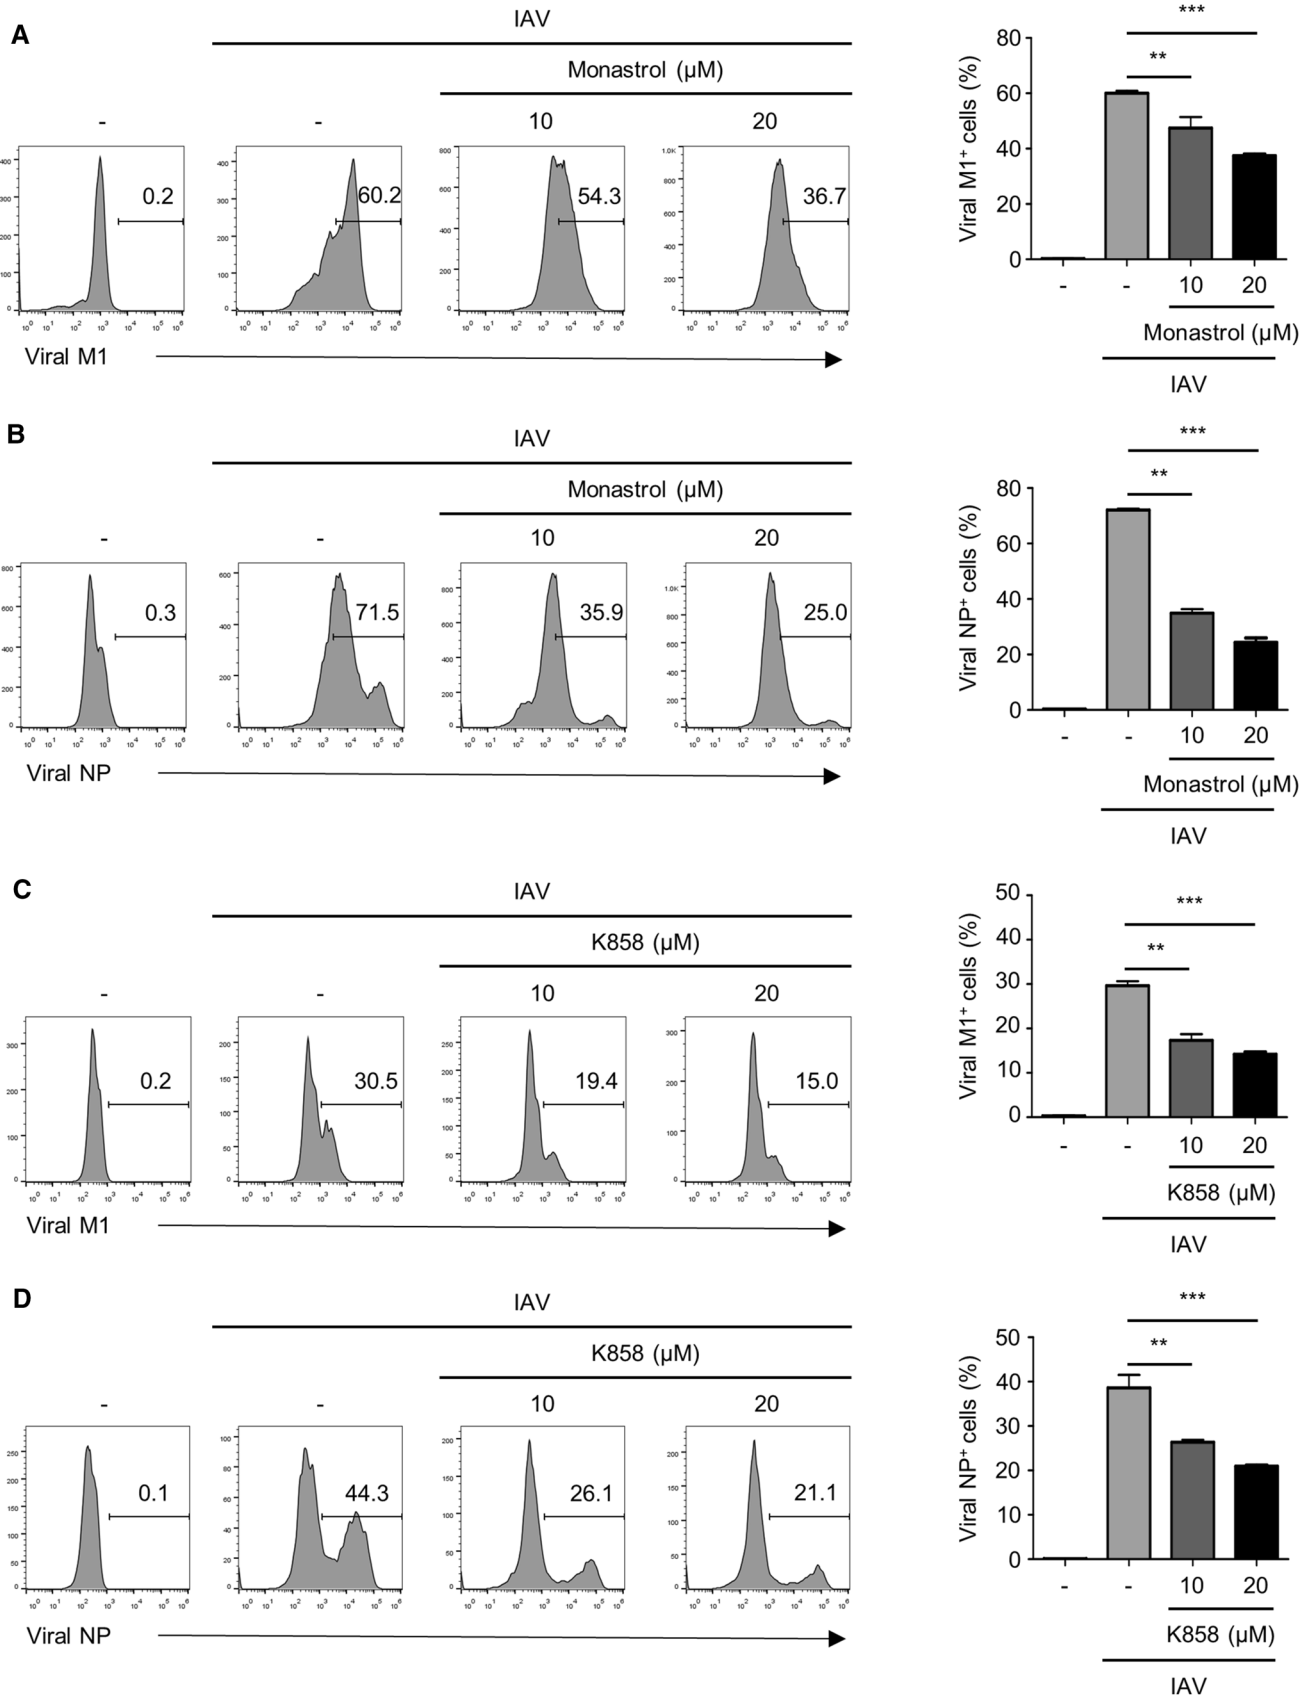 A
IAV
Monastrol (µM)
- - 10 20
0.2 60.2 54.3 36.7
Viral M1
Viral M1⁺ cells (%)
***
**
80
60
40
20
0
- - 10 20
Monastrol (µM)
IAV
B
IAV
Monastrol (µM)
- - 10 20
0.3 71.5 35.9 25.0
Viral NP
Viral NP⁺ cells (%)
***
**
80
60
40
20
0
- - 10 20
Monastrol (µM)
IAV
C
IAV
K858 (µM)
- - 10 20
0.2 30.5 19.4 15.0
Viral M1
Viral M1⁺ cells (%)
***
**
50
40
30
20
10
0
- - 10 20
K858 (µM)
IAV
D
IAV
K858 (µM)
- - 10 20
0.1 44.3 26.1 21.1
Viral NP
Viral NP⁺ cells (%)
***
**
50
40
30
20
10
0
- - 10 20
K858 (µM)
IAV